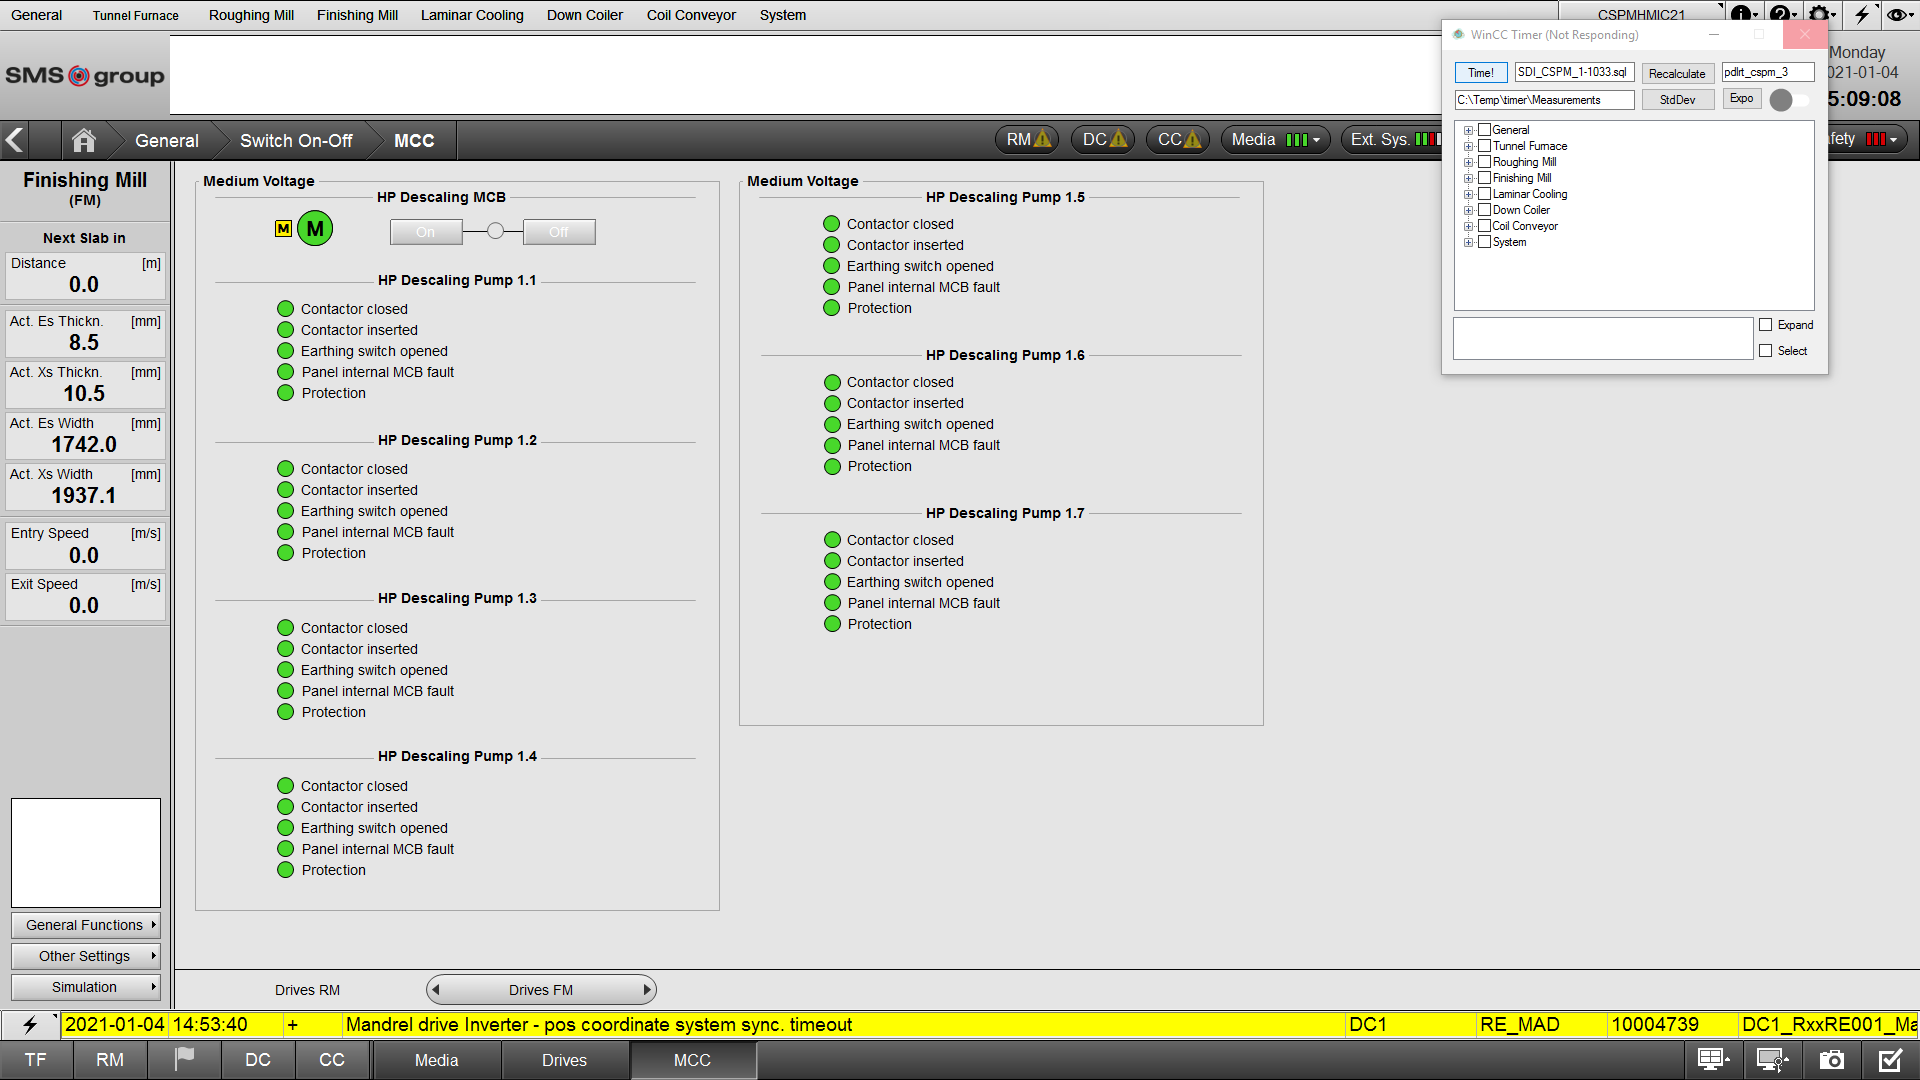 General Tunnel Furnace Roughing Mill Finishing Mill Laminar Cooling Down Coiler Coil Conveyor System CSPMHMIC21
SMS group
Monday
021-01-04
5:09:08
WinCC Timer (Not Responding)
Time! SDI_CSPM_1-1033.sql Recalculate pdlrt_cspm_3
C:\Temp\timer\Measurements StdDev Expo
General
Tunnel Furnace
Roughing Mill
Finishing Mill
Laminar Cooling
Down Coiler
Coil Conveyor
System
Expand
Select
General Switch On-Off MCC RM DC CC Media Ext. Sys. afety
Finishing Mill
(FM)
Next Slab in
Distance [m]
0.0
Act. Es Thickn. [mm]
8.5
Act. Xs Thickn. [mm]
10.5
Act. Es Width [mm]
1742.0
Act. Xs Width [mm]
1937.1
Entry Speed [m/s]
0.0
Exit Speed [m/s]
0.0
General Functions
Other Settings
Simulation
Medium Voltage
HP Descaling MCB
M M On Off
HP Descaling Pump 1.1
Contactor closed
Contactor inserted
Earthing switch opened
Panel internal MCB fault
Protection
HP Descaling Pump 1.2
Contactor closed
Contactor inserted
Earthing switch opened
Panel internal MCB fault
Protection
HP Descaling Pump 1.3
Contactor closed
Contactor inserted
Earthing switch opened
Panel internal MCB fault
Protection
HP Descaling Pump 1.4
Contactor closed
Contactor inserted
Earthing switch opened
Panel internal MCB fault
Protection
Medium Voltage
HP Descaling Pump 1.5
Contactor closed
Contactor inserted
Earthing switch opened
Panel internal MCB fault
Protection
HP Descaling Pump 1.6
Contactor closed
Contactor inserted
Earthing switch opened
Panel internal MCB fault
Protection
HP Descaling Pump 1.7
Contactor closed
Contactor inserted
Earthing switch opened
Panel internal MCB fault
Protection
Drives RM Drives FM
2021-01-04 14:53:40 + Mandrel drive Inverter - pos coordinate system sync. timeout DC1 RE_MAD 10004739 DC1_RxxRE001_Ma
TF RM DC CC Media Drives MCC